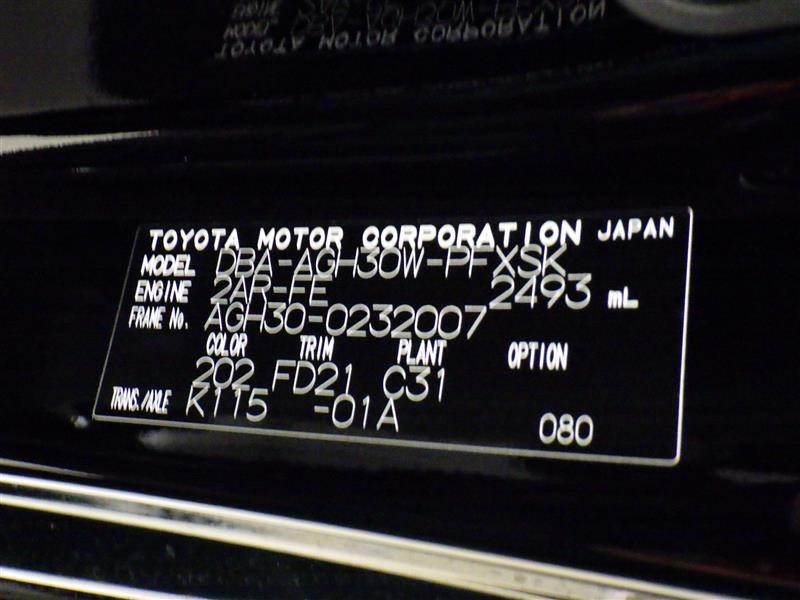 TOYOTA MOTOR CORPORATION JAPAN
MODEL DBA-AGH30W-PFXSK
ENGINE 2AR-FE 2493 mL
FRAME No. AGH30-0232007
COLOR TRIM PLANT OPTION
202 FD21 C31
TRANS./AXLE K115 -01A 080